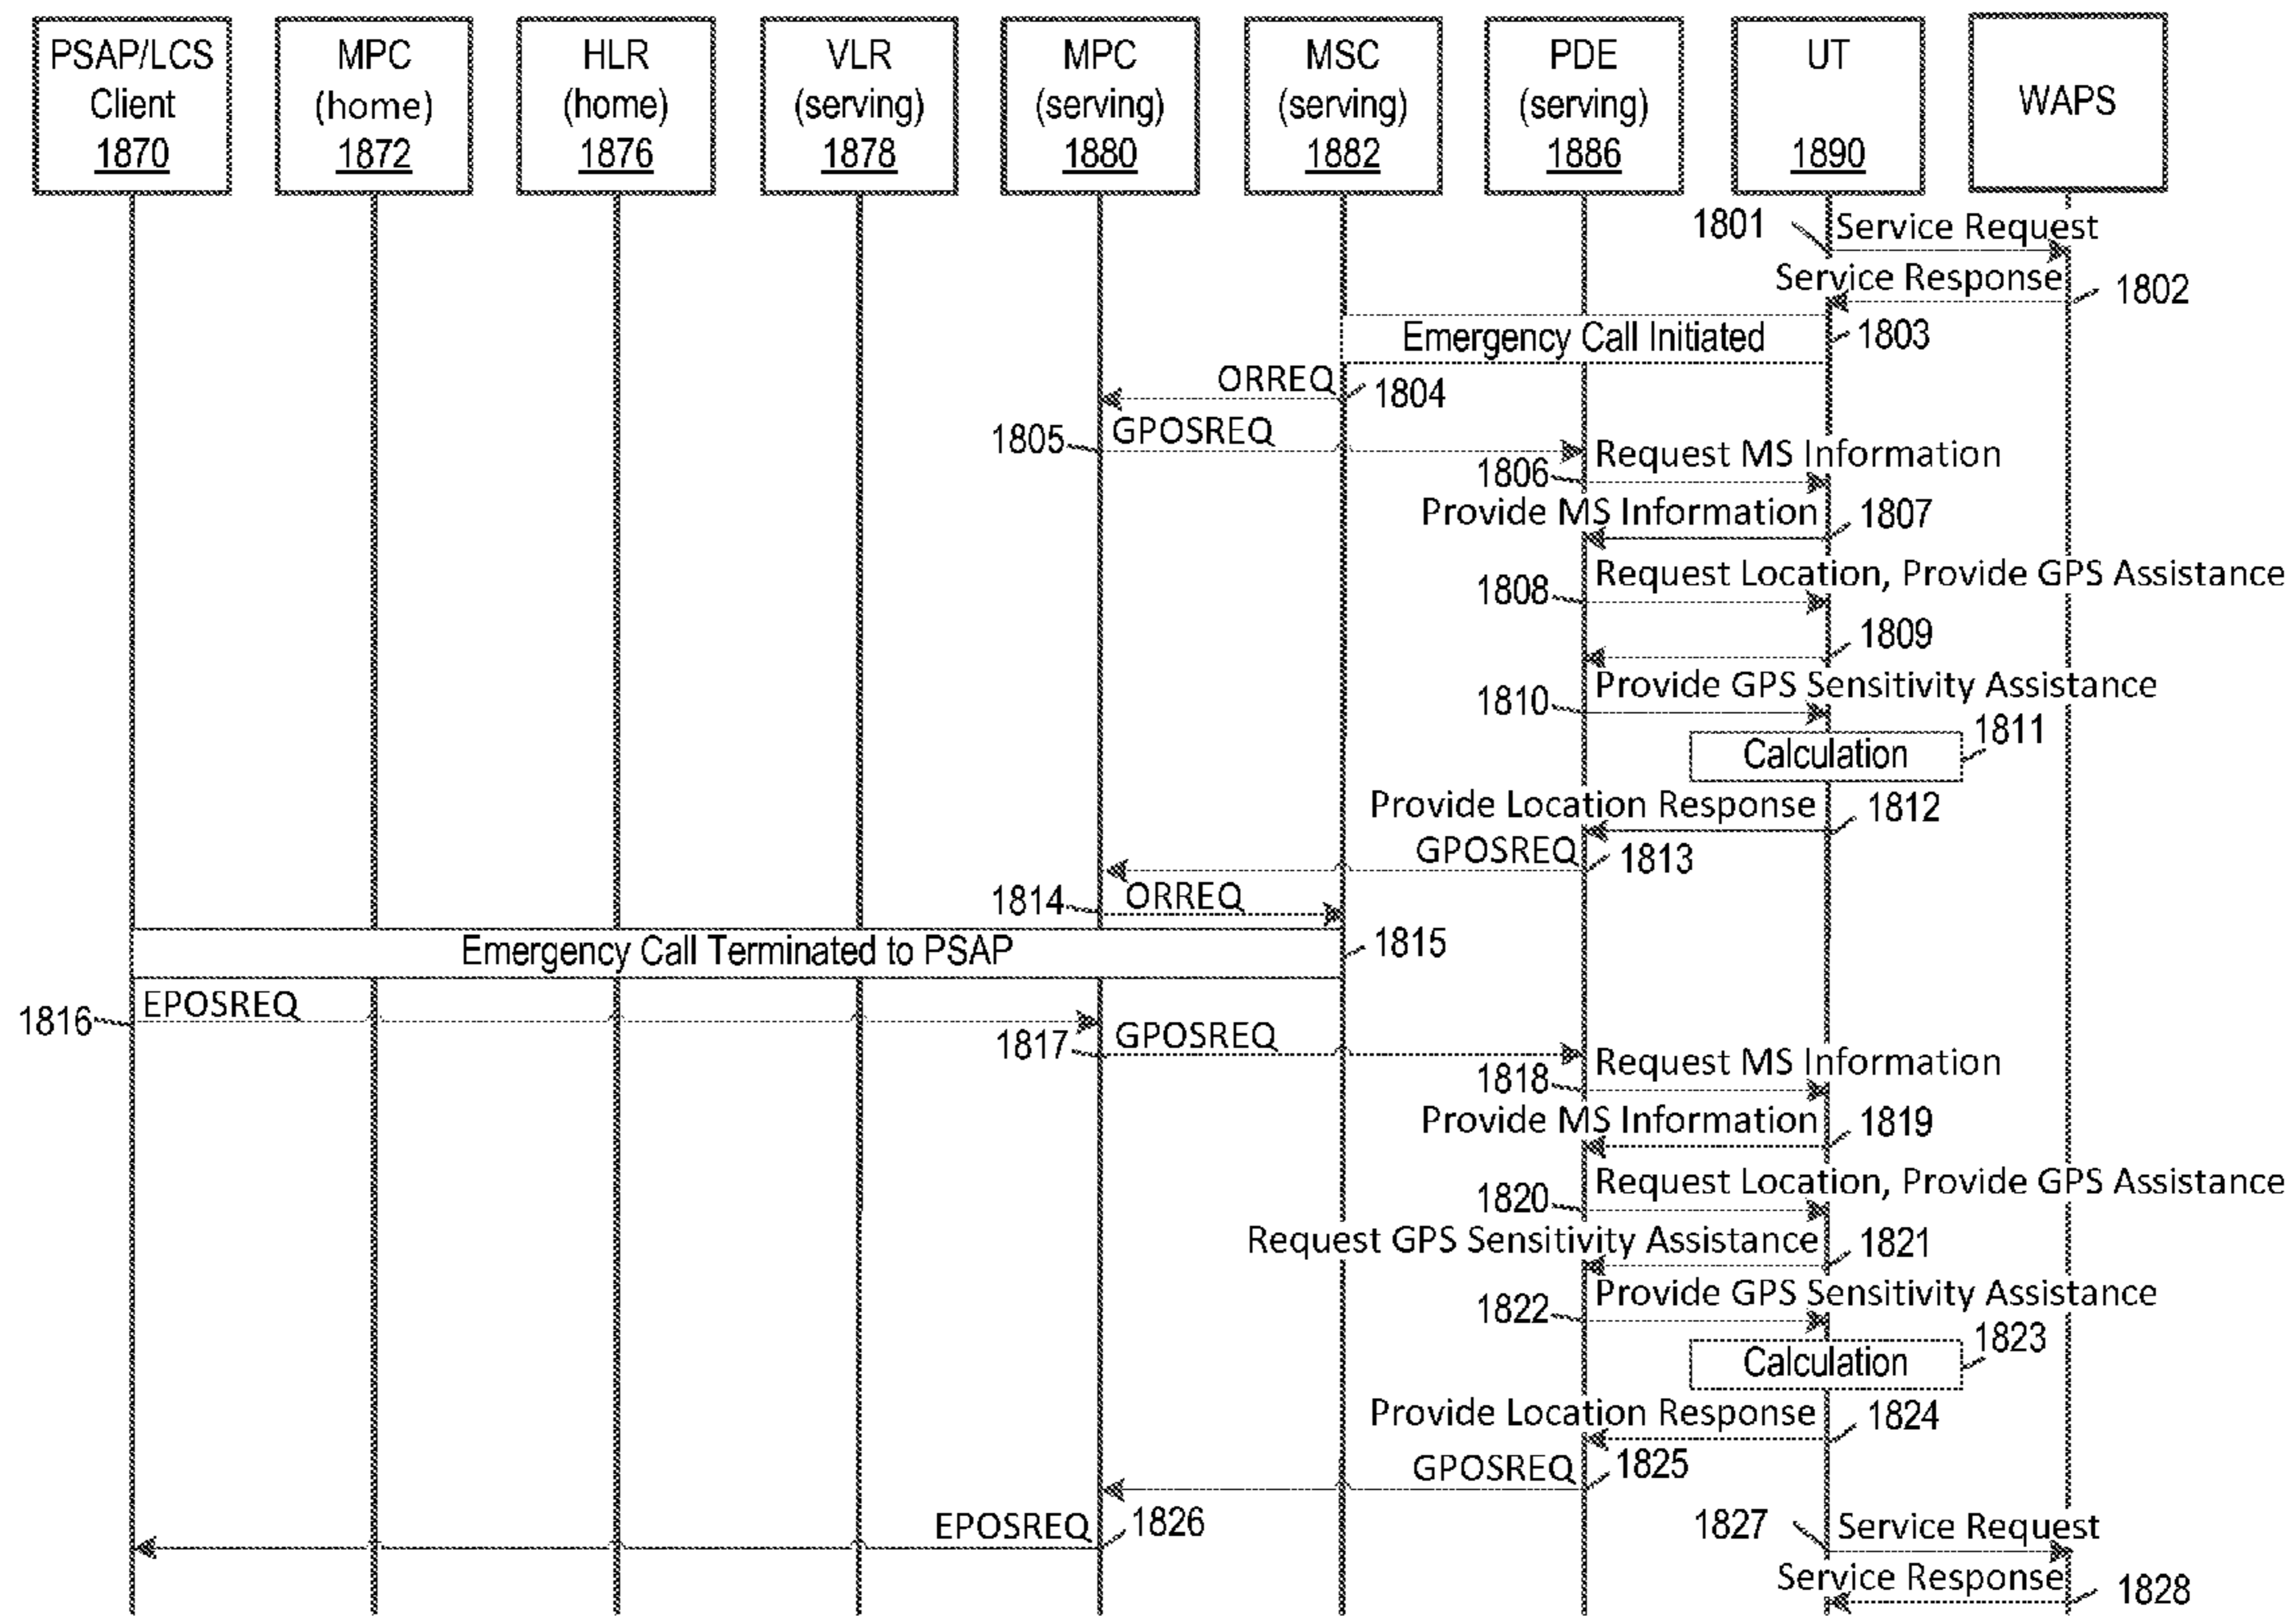 PSAP/LCS
Client
1870
MPC
(home)
1872
HLR
(home)
1876
VLR
(serving)
1878
MPC
(serving)
1880
MSC
(serving)
1882
PDE
(serving)
1886
UT
1890
WAPS
1801
Service Request
Service Response
1802
Emergency Call Initiated
1803
ORREQ
1804
1805
GPOSREQ
1806
Request MS Information
Provide MS Information
1807
Request Location, Provide GPS Assistance
1808
1809
Provide GPS Sensitivity Assistance
1810
1811
Calculation
Provide Location Response
1812
GPOSREQ
1813
1814
ORREQ
Emergency Call Terminated to PSAP
1815
EPOSREQ
1816
1817
GPOSREQ
1818
Request MS Information
Provide MS Information
1819
Request Location, Provide GPS Assistance
1820
Request GPS Sensitivity Assistance
1821
Provide GPS Sensitivity Assistance
1822
1823
Calculation
Provide Location Response
1824
GPOSREQ
1825
EPOSREQ
1826
1827
Service Request
Service Response
1828